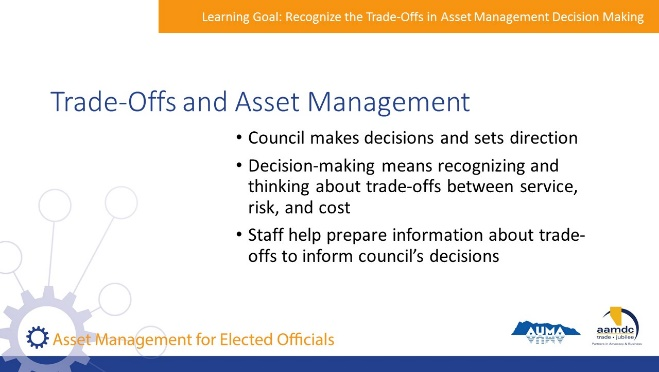 Learning Goal: Recognize the Trade-Offs in Asset Management Decision Making
Trade-Offs and Asset Management
• Council makes decisions and sets direction
• Decision-making means recognizing and
thinking about trade-offs between service,
risk, and cost
• Staff help prepare information about trade-
offs to inform council's decisions
Asset Management for Elected Officials
AUMA
aamdc
trade • jubilee